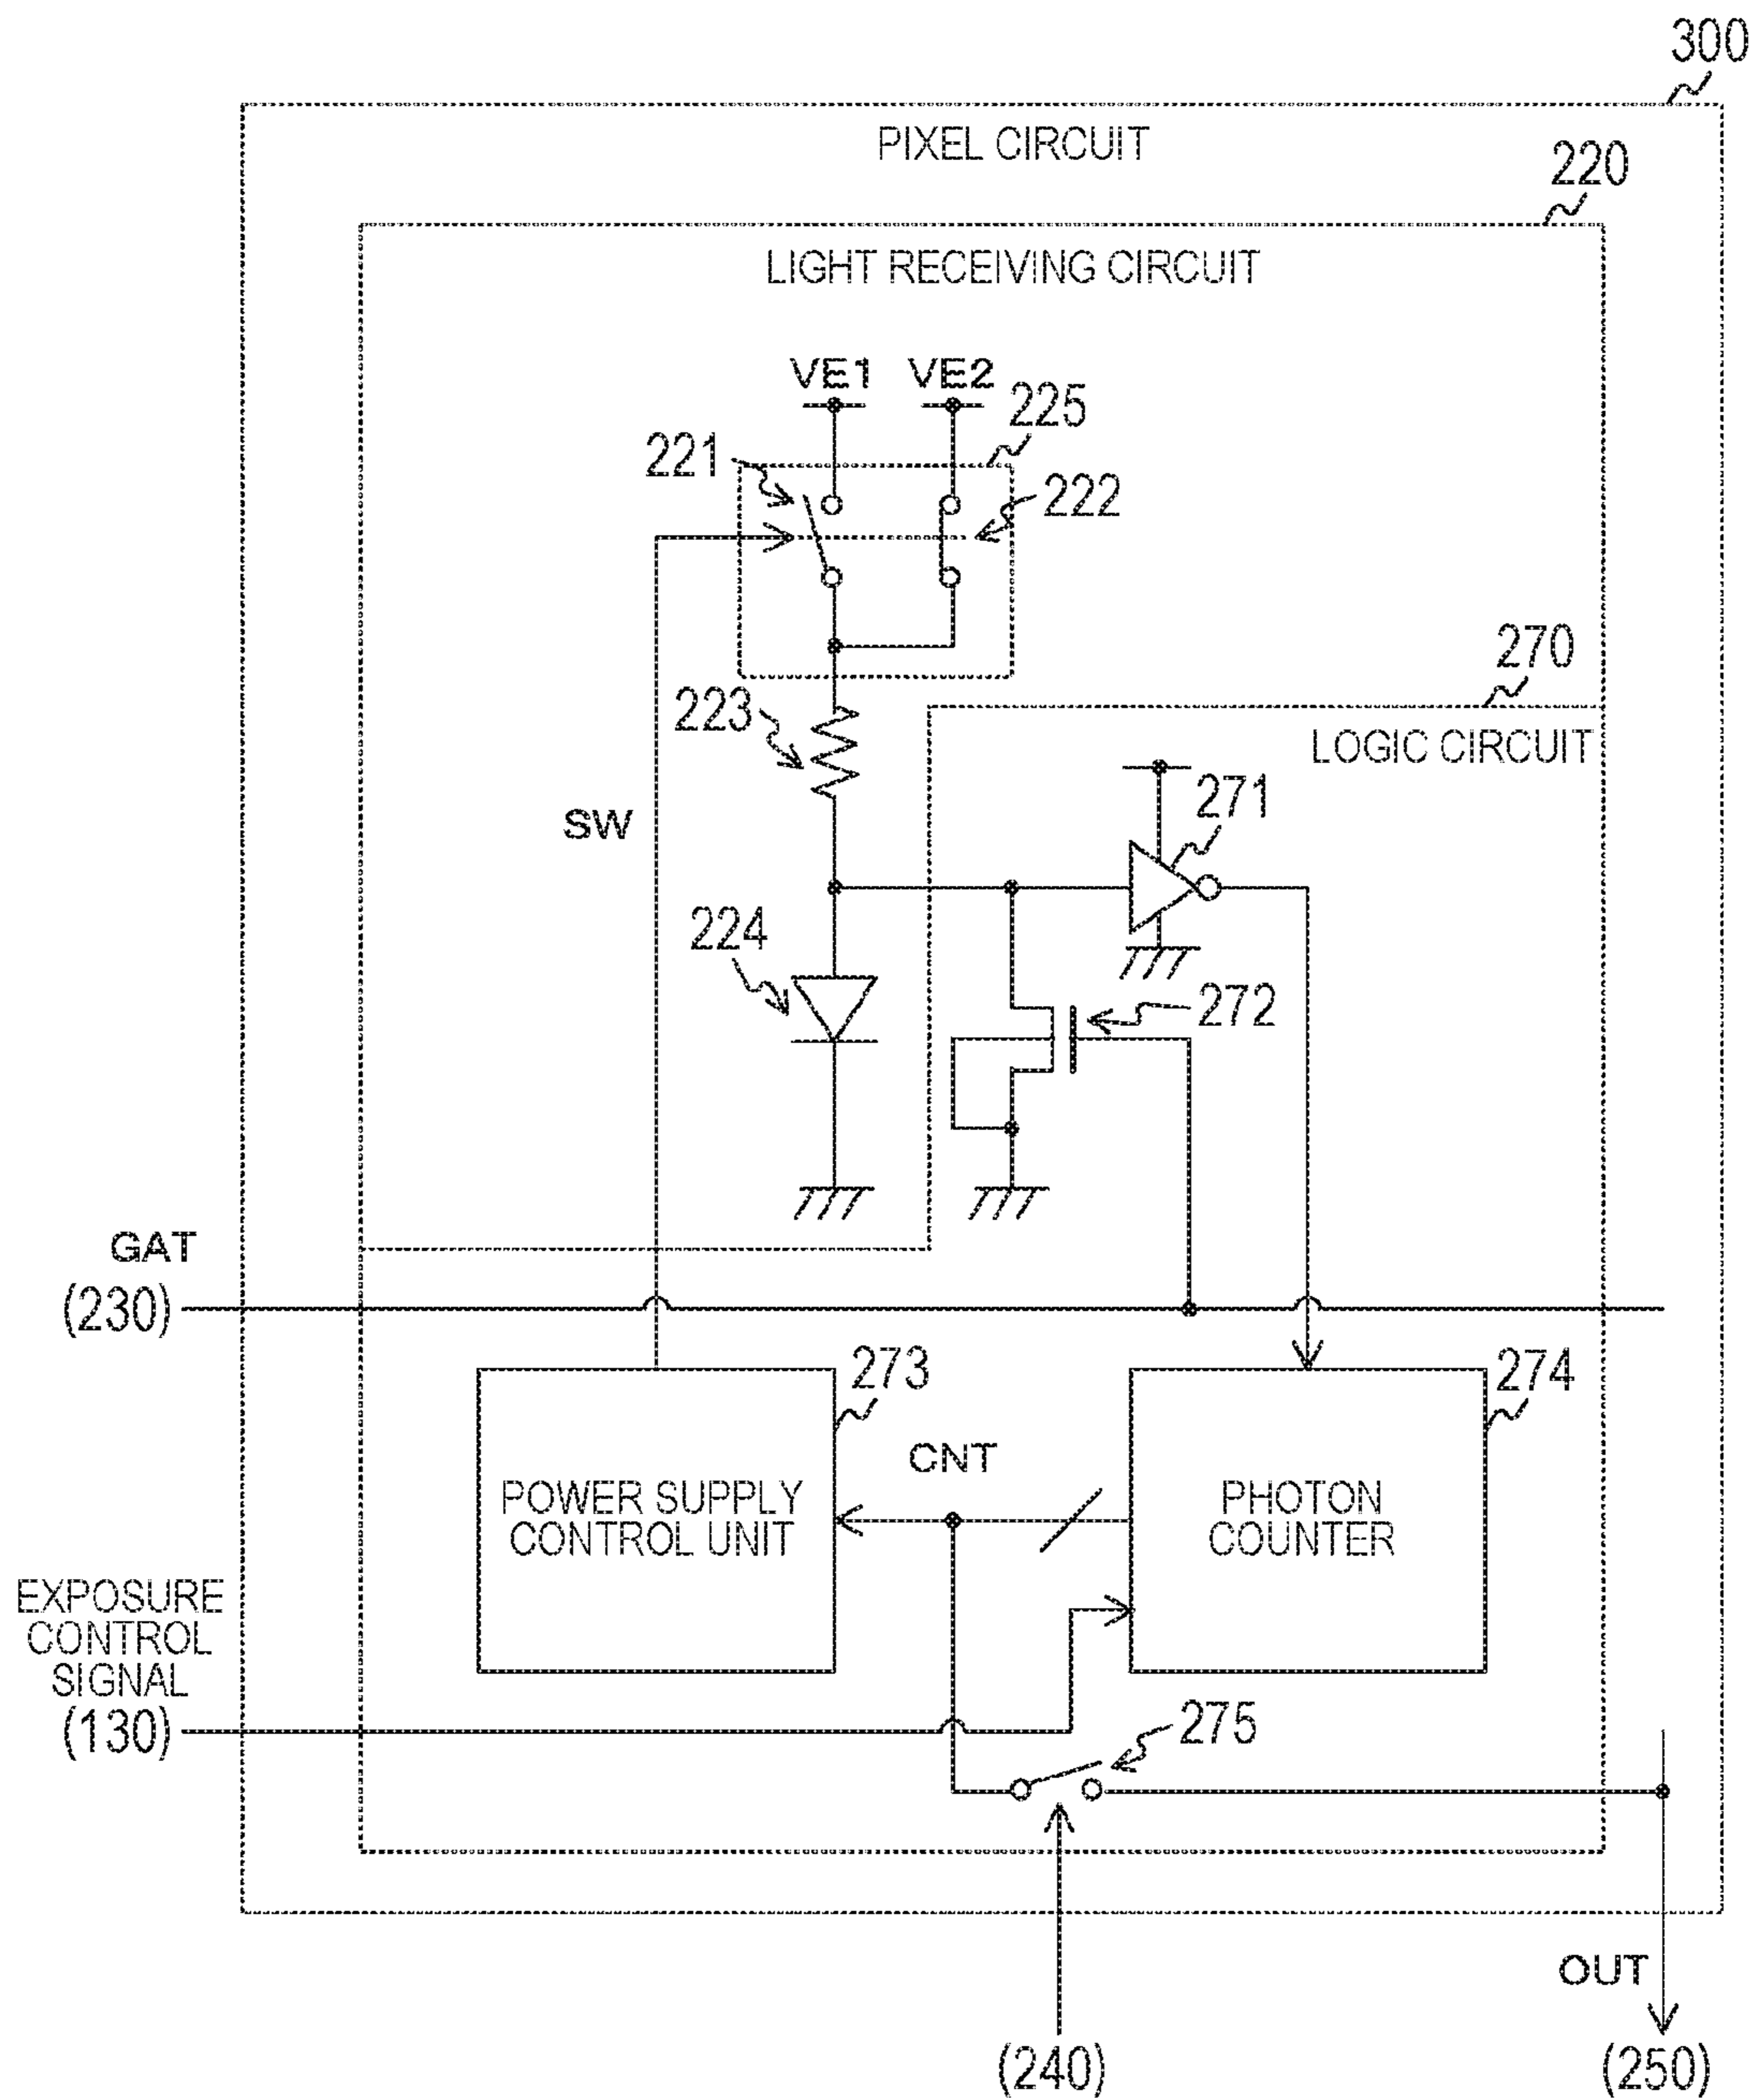 300
PIXEL CIRCUIT
220
LIGHT RECEIVING CIRCUIT
VE1
VE2
225
221
222
270
223
LOGIC CIRCUIT
271
SW
224
272
GAT
(230)
273
274
CNT
POWER SUPPLY
CONTROL UNIT
PHOTON
COUNTER
EXPOSURE
CONTROL
SIGNAL
(130)
275
OUT
(240)
(250)